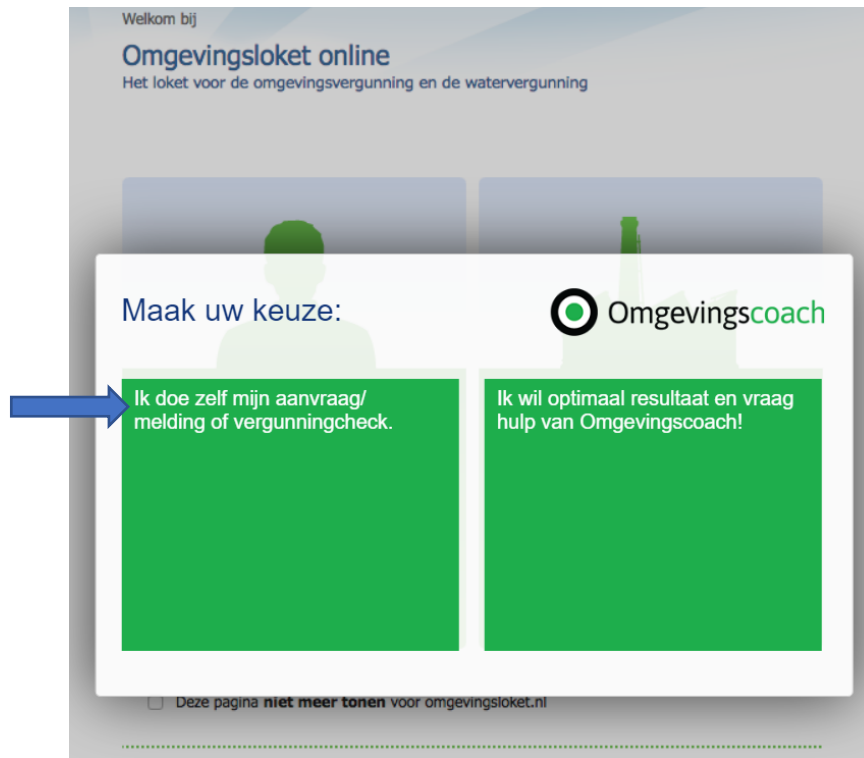 Welkom bij
Omgevingsloket online
Het loket voor de omgevingsvergunning en de watervergunning
Maak uw keuze:
Omgevingscoach
Ik doe zelf mijn aanvraag/
melding of vergunningcheck.
Ik wil optimaal resultaat en vraag
hulp van Omgevingscoach!
Deze pagina niet meer tonen voor omgevingsloket.nl